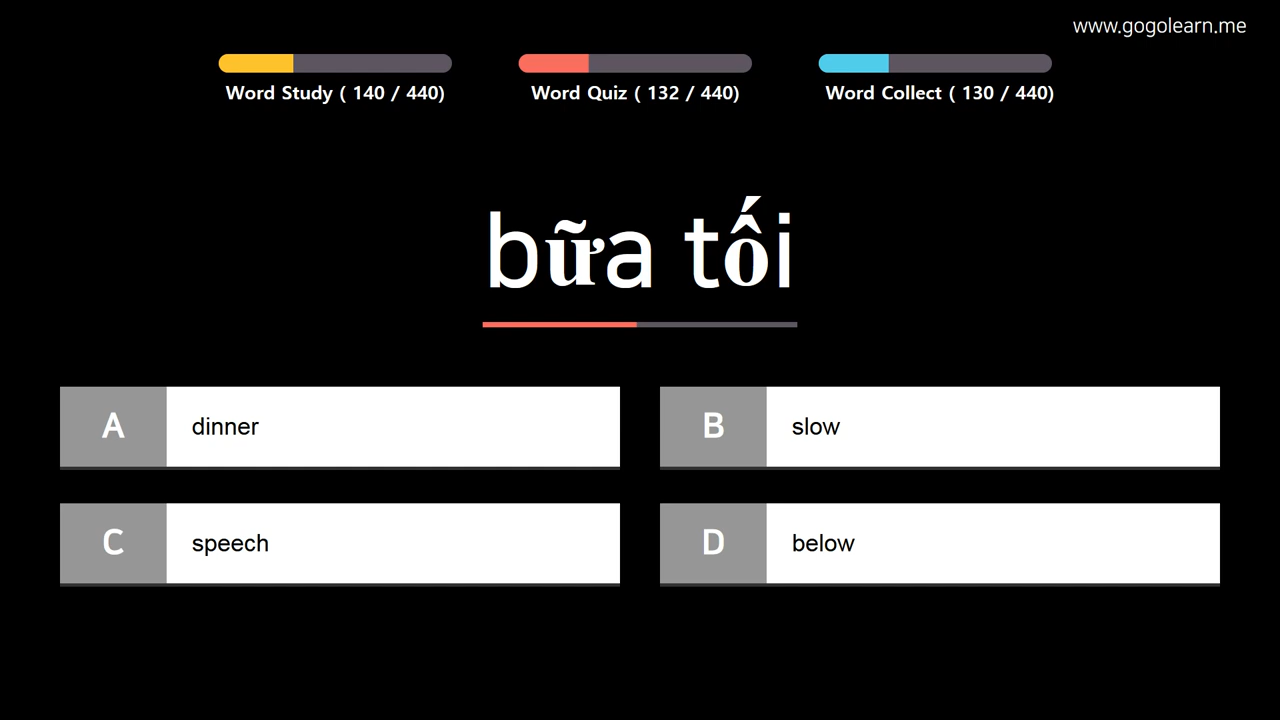 www.gogolearn.me
Word Study ( 140 / 440)
Word Quiz ( 132 / 440)
Word Collect ( 130 / 440)
bữa tối
A dinner
B slow
C speech
D below